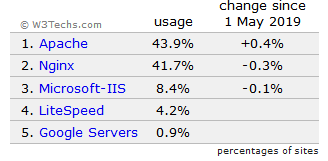 © W3Techs.com usage change since
1 May 2019
1. Apache 43.9% +0.4%
2. Nginx 41.7% -0.3%
3. Microsoft-IIS 8.4% -0.1%
4. LiteSpeed 4.2%
5. Google Servers 0.9%
percentages of sites